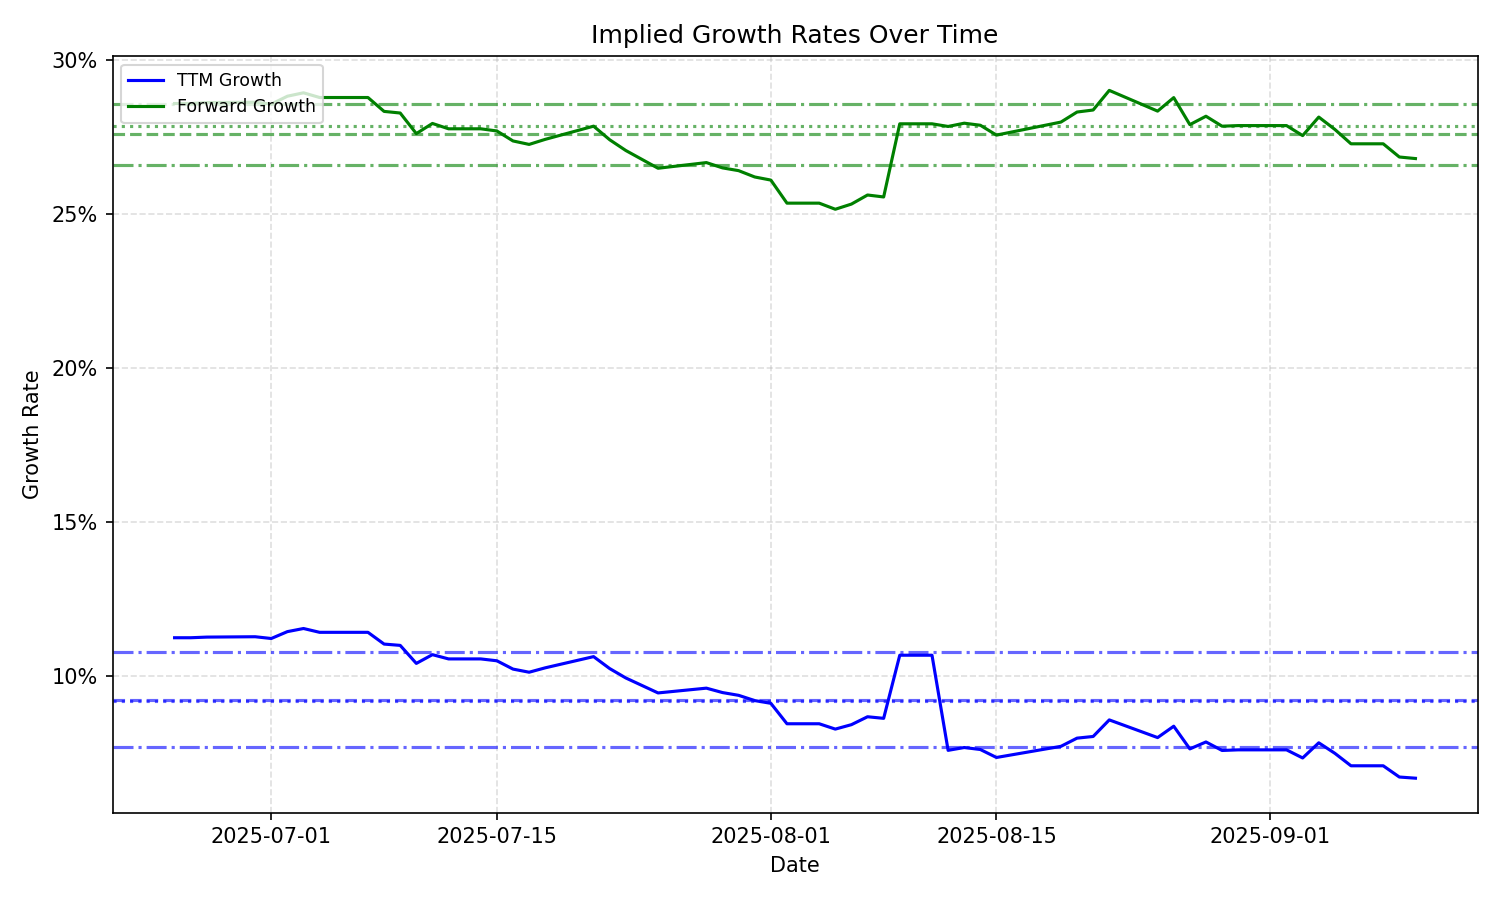 Implied Growth Rates Over Time
TTM Growth
Forward Growth
30%
25%
20%
15%
10%
Growth Rate
2025-07-01
2025-07-15
2025-08-01
2025-08-15
2025-09-01
Date